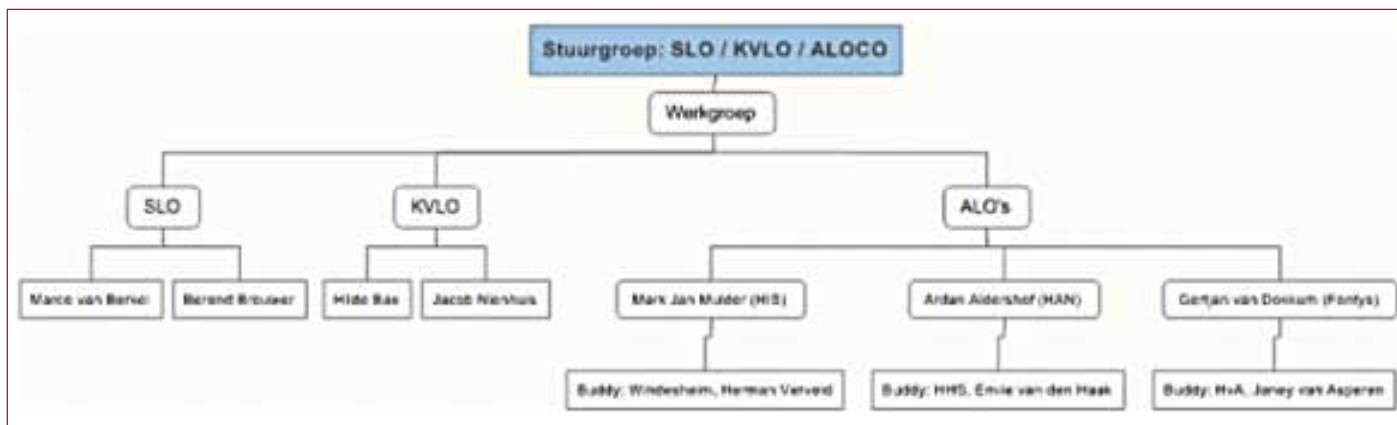 Stuurgroep: SLO / KVLO / ALOCO
Werkgroep
SLO
KVLO
ALO's
Marco van Berkel
Berend Brouwer
Hilde Bax
Jacob Nienhuis
Mark Jan Mulder (HIS)
Ardan Aldershof (HAN)
Gertjan van Dokkum (Fontys)
Buddy: Windesheim, Herman Verveld
Buddy: HHS, Emile van den Haak
Buddy: HvA, Janey van Asperen